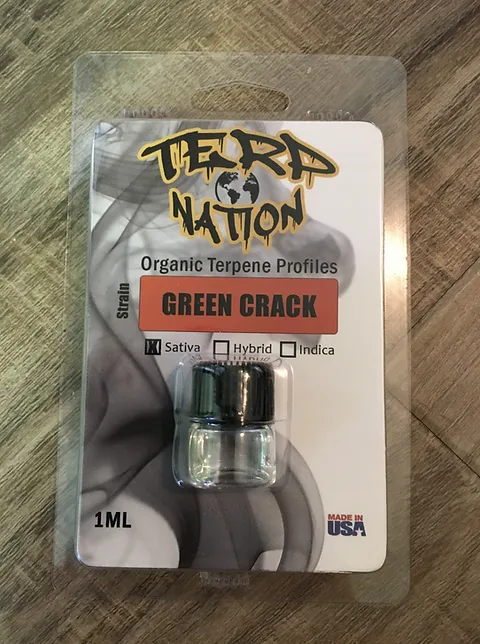 TERP
NATION
Organic Terpene Profiles
Strain
GREEN CRACK
X Sativa Hybrid Indica
1ML
MADE IN
USA